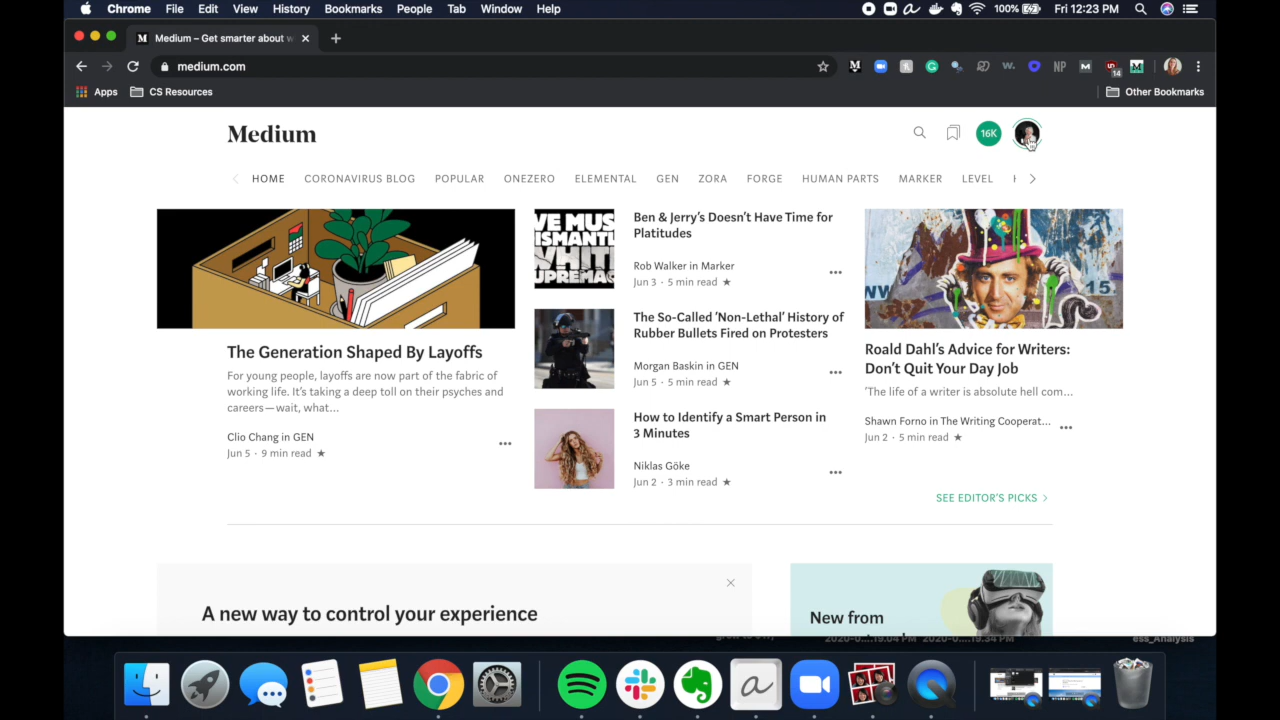 Chrome File Edit View History Bookmarks People Tab Window Help 100% Fri 12:23 PM
Medium – Get smarter about
medium.com
Apps CS Resources Other Bookmarks
Medium 16K
HOME CORONAVIRUS BLOG POPULAR ONEZERO ELEMENTAL GEN ZORA FORGE HUMAN PARTS MARKER LEVEL
The Generation Shaped By Layoffs
For young people, layoffs are now part of the fabric of
working life. It's taking a deep toll on their psyches and
careers — wait, what...
Clio Chang in GEN
Jun 5 · 9 min read ★
VE MUS
ISMANTL
WHIT
UPREMAC
Ben & Jerry's Doesn't Have Time for
Platitudes
Rob Walker in Marker
Jun 3 · 5 min read ★
The So-Called 'Non-Lethal' History of
Rubber Bullets Fired on Protesters
Morgan Baskin in GEN
Jun 5 · 5 min read ★
How to Identify a Smart Person in
3 Minutes
Niklas Göke
Jun 2 · 3 min read ★
15
Roald Dahl's Advice for Writers:
Don't Quit Your Day Job
'The life of a writer is absolute hell com...
Shawn Forno in The Writing Cooperat...
Jun 2 · 5 min read ★
SEE EDITOR'S PICKS
A new way to control your experience
New from